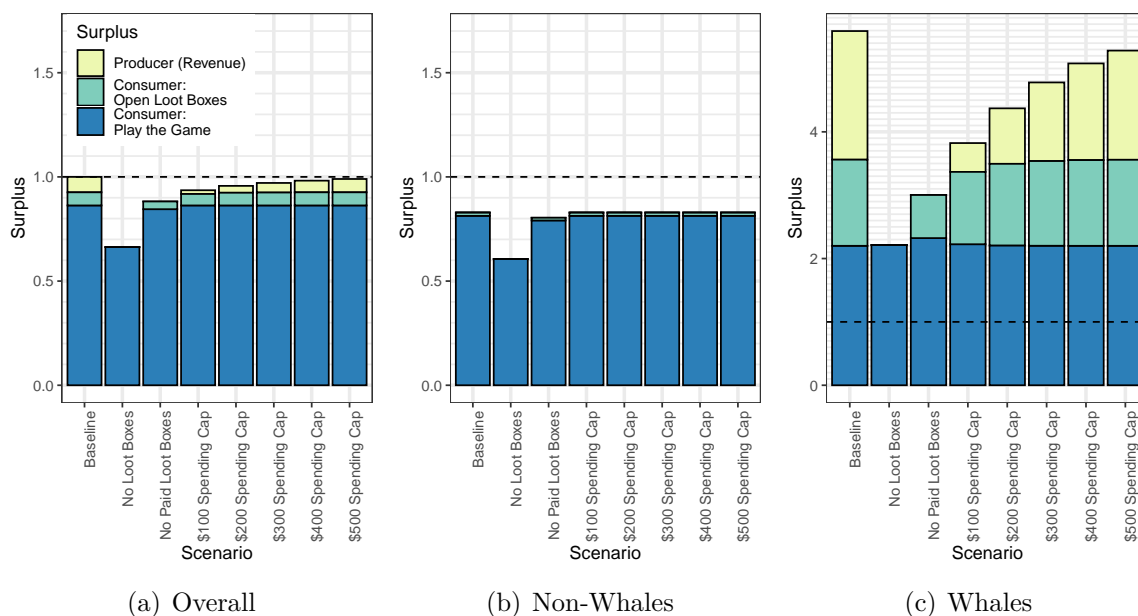 Surplus
Producer (Revenue)
Consumer:
Open Loot Boxes
Consumer:
Play the Game
1.5
1.0
0.5
0.0
Surplus
Baseline
No Loot Boxes
No Paid Loot Boxes
$100 Spending Cap
$200 Spending Cap
$300 Spending Cap
$400 Spending Cap
$500 Spending Cap
Scenario
(a) Overall
1.5
1.0
0.5
0.0
Surplus
Baseline
No Loot Boxes
No Paid Loot Boxes
$100 Spending Cap
$200 Spending Cap
$300 Spending Cap
$400 Spending Cap
$500 Spending Cap
Scenario
(b) Non-Whales
4
2
0
Surplus
Baseline
No Loot Boxes
No Paid Loot Boxes
$100 Spending Cap
$200 Spending Cap
$300 Spending Cap
$400 Spending Cap
$500 Spending Cap
Scenario
(c) Whales